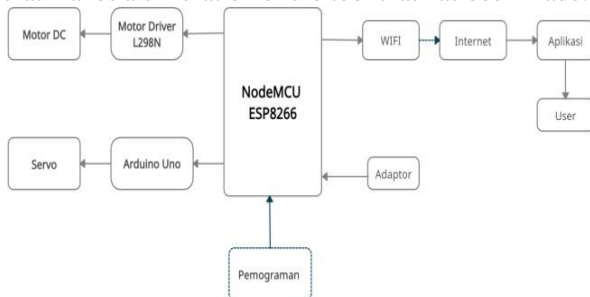 Motor DC
Motor Driver
L298N
NodeMCU
ESP8266
WIFI
Internet
Aplikasi
User
Servo
Arduino Uno
Adaptor
Pemograman